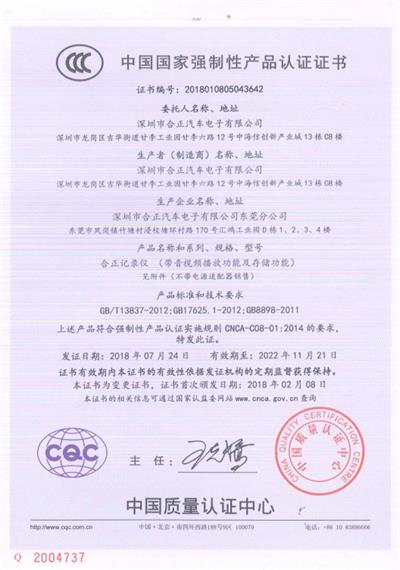 CCC
中国国家强制性产品认证证书
证书编号：2018010805043642
委托人名称、地址
深圳市合正汽车电子有限公司
深圳市龙岗区吉华街道甘李工业园甘李六路12号中海信创新产业城13栋C8楼
生产者（制造商）名称、地址
深圳市合正汽车电子有限公司
深圳市龙岗区吉华街道甘李工业园甘李六路12号中海信创新产业城13栋C8楼
生产企业名称、地址
深圳市合正汽车电子有限公司东莞分公司
东莞市凤岗镇竹塘村浸校塘环村路170号汇鸿工业园D栋1、2、3、4楼
产品名称和系列、规格、型号
合正记录仪 （带音视频播放功能及存储功能）
见附件（不带电源适配器销售）
产品标准和技术要求
GB/T13837-2012;GB17625.1-2012;GB8898-2011
上述产品符合强制性产品认证实施规则 CNCA-C08-01:2014 的要求，
特发此证。
发证日期：2018 年 07 月 24 日 有效期至：2022 年 11 月 21 日
证书有效期内本证书的有效性依据发证机构的定期监督获得保持。
本证书为变更证书，证书首次颁发日期：2018 年 02 月 08 日
本证书的相关信息可通过国家认监委网站 www.cnca.gov.cn 查询
CHINA QUALITY CERTIFICATION CENTRE
中国质量认证中心
CQC
主 任：
中国质量认证中心
http://www.cqc.com.cn
中国·北京·南四环西路188号9区 100070
电话：+86 10 83886666
Q 2004737